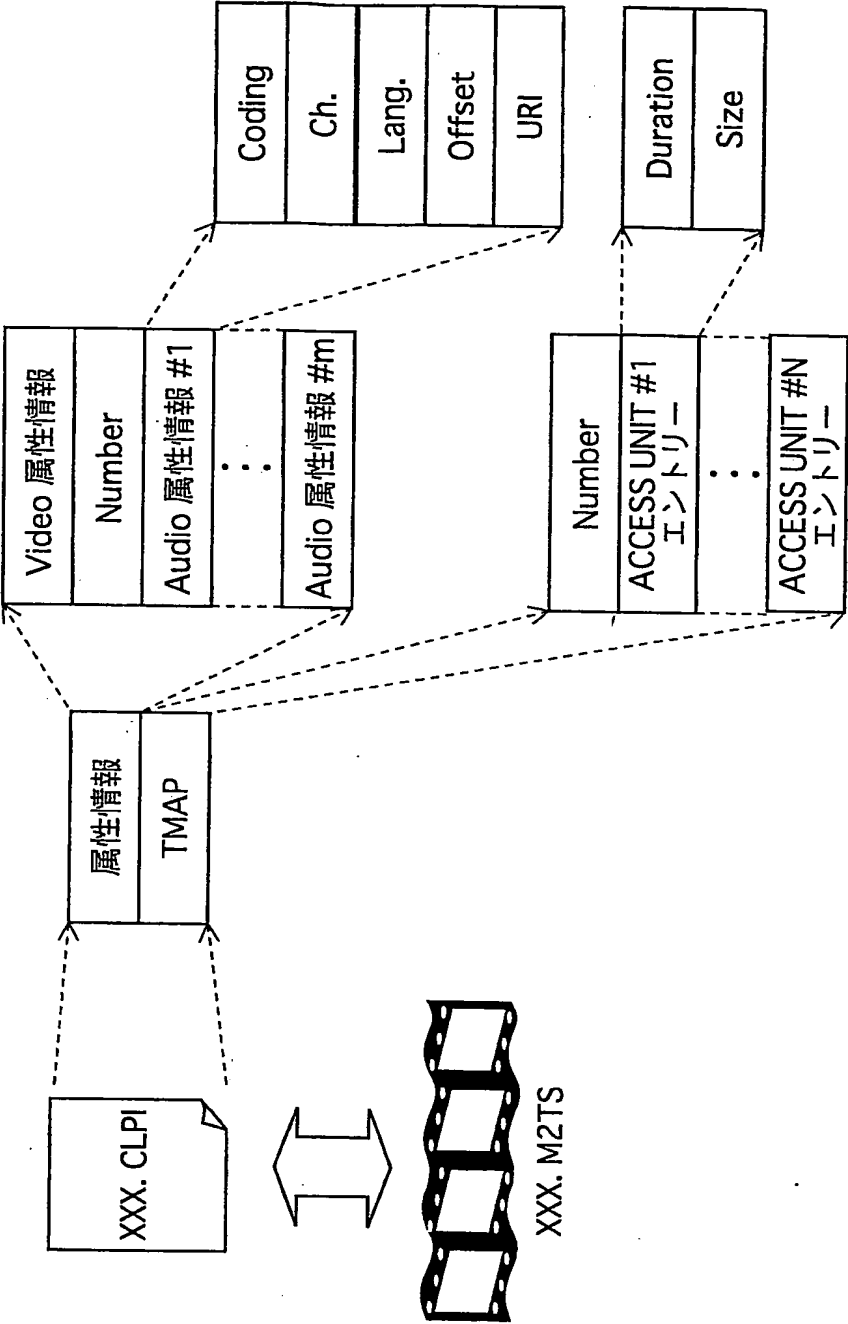 XXX. CLPI
XXX. M2TS
属性情報
TMAP
Video 属性情報
Number
Audio 属性情報 #1
・・・
Audio 属性情報 #m
Number
ACCESS UNIT #1
エントリー
・・・
ACCESS UNIT #N
エントリー
Coding
Ch.
Lang.
Offset
URI
Duration
Size